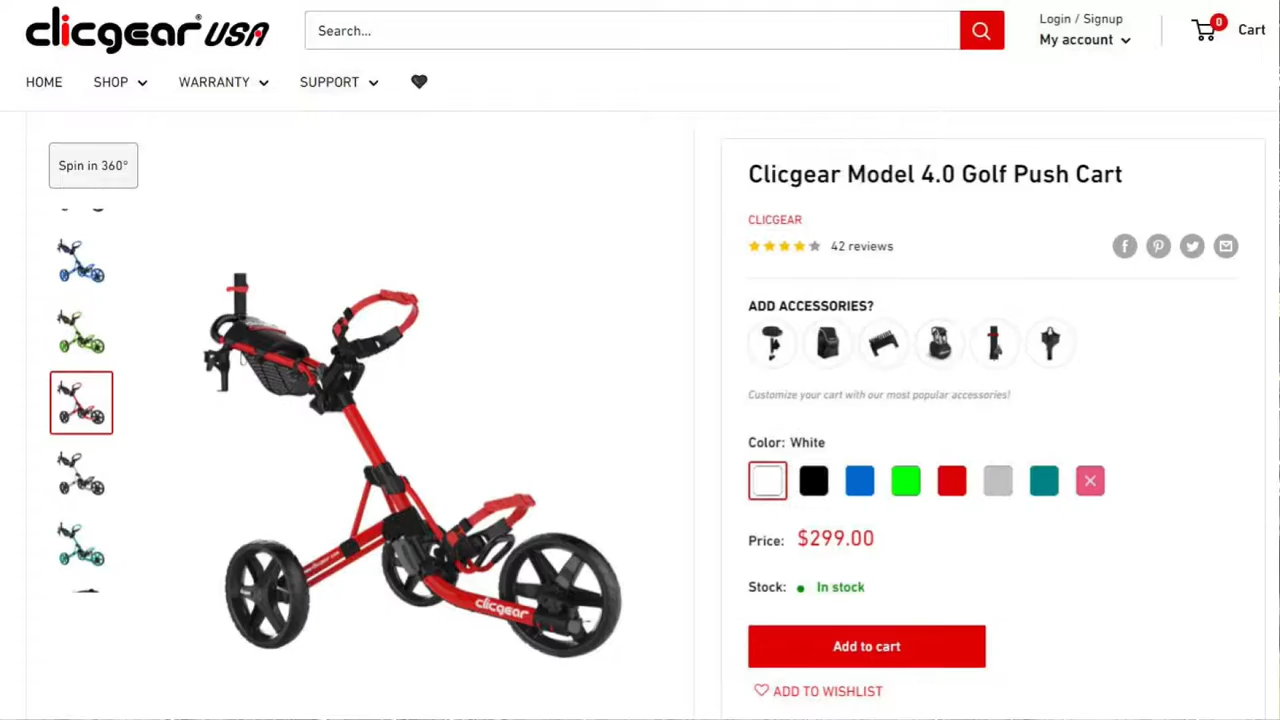 clicgear® USA
Search...
Login / Signup
My account
0
Cart
HOME
SHOP
WARRANTY
SUPPORT
Spin in 360°
Clicgear Model 4.0 Golf Push Cart
CLICGEAR
42 reviews
ADD ACCESSORIES?
Customize your cart with our most popular accessories!
Color: White
Price: $299.00
Stock: In stock
Add to cart
ADD TO WISHLIST
clicgear